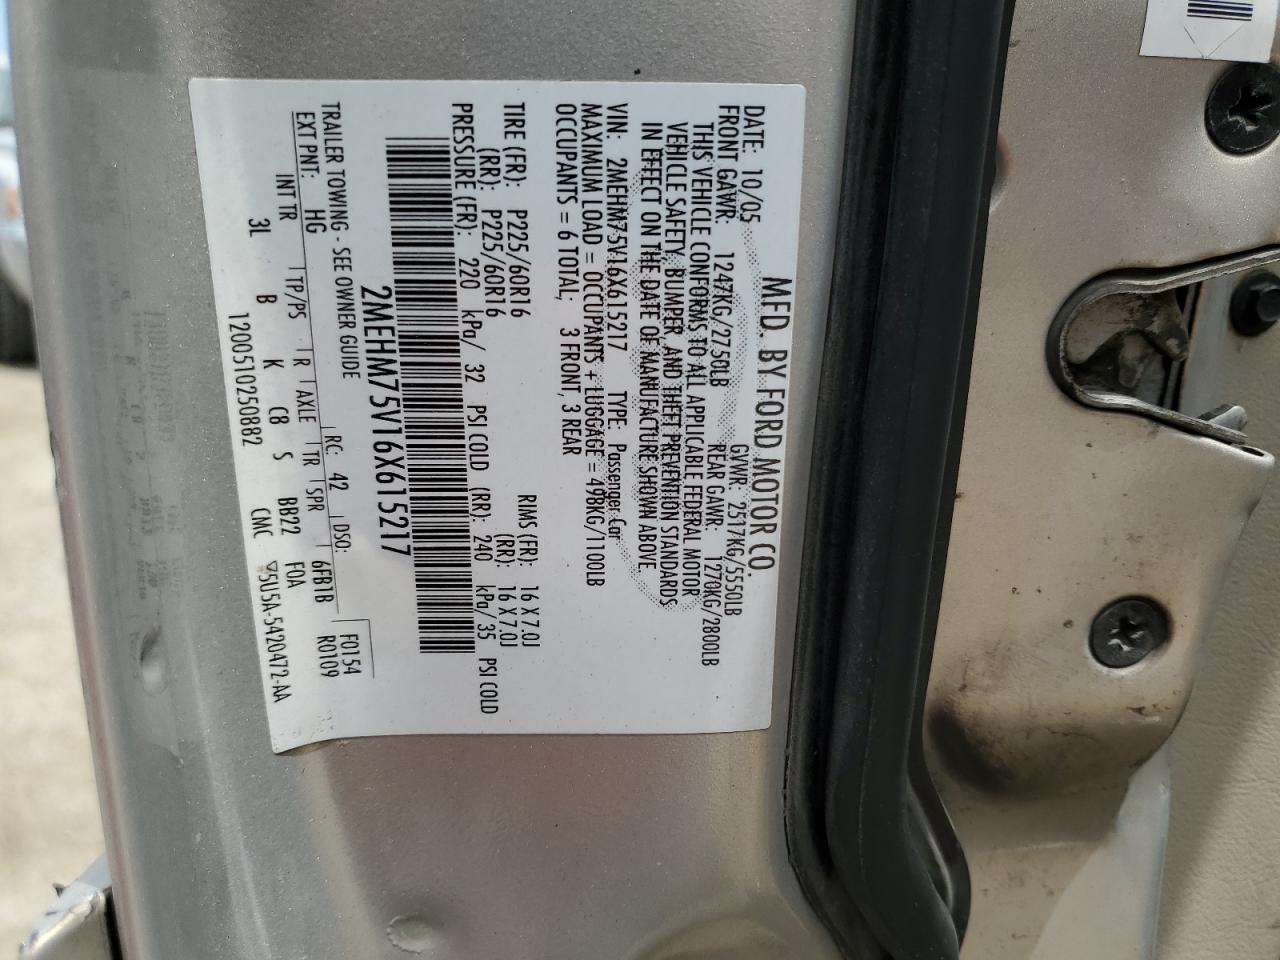 MFD. BY FORD MOTOR CO.
DATE: 10/05 GVWR: 2517KG/5550LB
FRONT GAWR: 1247KG/2750LB REAR GAWR: 1270KG/2800LB
THIS VEHICLE CONFORMS TO ALL APPLICABLE FEDERAL MOTOR
VEHICLE SAFETY, BUMPER, AND THEFT PREVENTION STANDARDS
IN EFFECT ON THE DATE OF MANUFACTURE SHOWN ABOVE.
VIN: 2MEHM75V16X615217 TYPE: Passenger Car
MAXIMUM LOAD = OCCUPANTS + LUGGAGE = 498KG/1100LB
OCCUPANTS = 6 TOTAL; 3 FRONT, 3 REAR
TIRE (FR): P225/60R16 RIMS (FR): 16 X 7.0J
(RR): P225/60R16 (RR): 16 X 7.0J
PRESSURE (FR): 220 kPa/ 32 PSI COLD (RR): 240 kPa/ 35 PSI COLD
2MEHM75V16X615217
TRAILER TOWING - SEE OWNER GUIDE F0154
EXT PNT: HG RC: 42 DSO: 6FB1B R0109
INT TR TP/PS R AXLE TR SPR
3L B K C8 S BB22 F0A
1200510250882 CMC 5U5A-5420472-AA